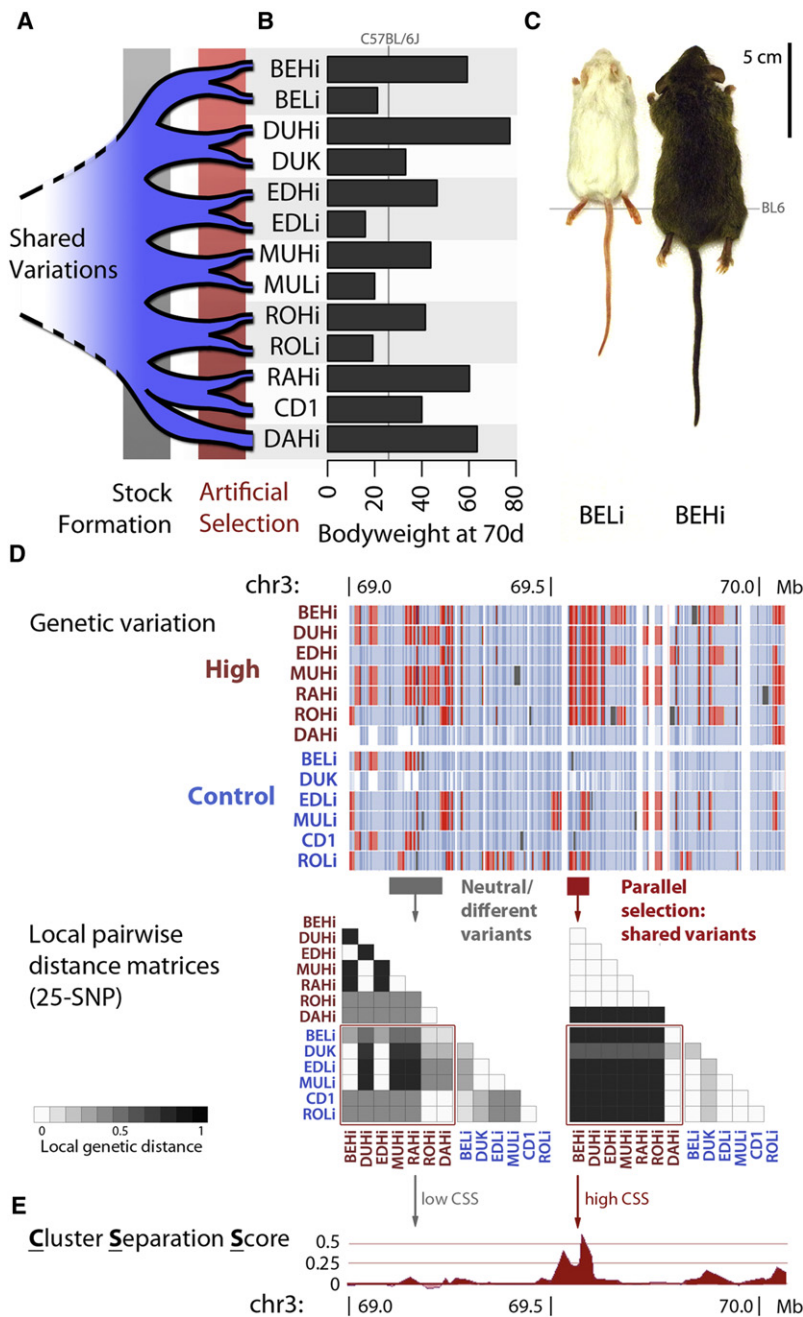 A
B
C
C57BL/6J
BEHi
BELi
DUHi
DUK
EDHi
EDLi
MUHi
MULi
ROHi
ROLi
RAHi
CD1
DAHi
Shared
Variations
Stock
Formation
Artificial
Selection
0
20
40
60
80
Bodyweight at 70d
5 cm
BL6
BELi
BEHi
D
chr3:
69.0
69.5
70.0
Mb
Genetic variation
High
BEHi
DUHi
EDHi
MUHi
RAHi
ROHi
DAHi
Control
BELi
DUK
EDLi
MULi
CD1
ROLi
Neutral/
different
variants
Parallel
selection:
shared variants
Local pairwise
distance matrices
(25-SNP)
BEHi
DUHi
EDHi
MUHi
RAHi
ROHi
DAHi
BELi
DUK
EDLi
MULi
CD1
ROLi
0
0.5
1
Local genetic distance
BEHi
DUHi
EDHi
MUHi
RAHi
ROHi
DAHi
BELi
DUK
EDLi
MULi
CD1
ROLi
BEHi
DUHi
EDHi
MUHi
RAHi
ROHi
DAHi
BELi
DUK
EDLi
MULi
CD1
ROLi
low CSS
high CSS
E
Cluster Separation Score
0.5
0.25
0
chr3:
69.0
69.5
70.0
Mb